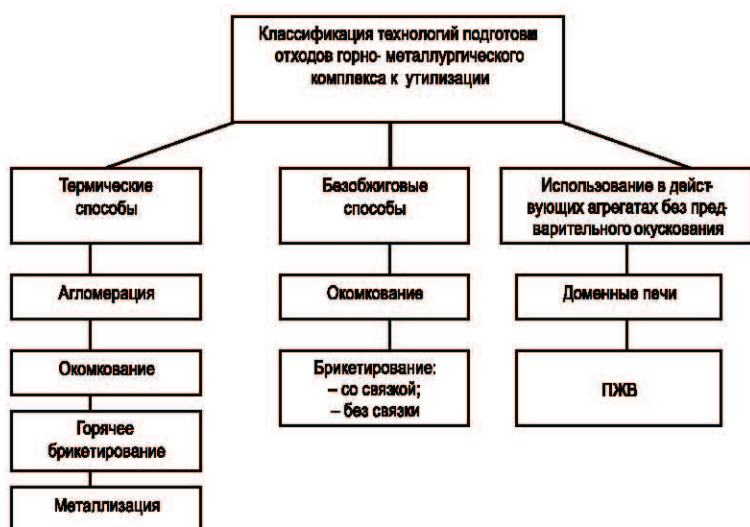 Классификация технологий подготовки
отходов горно- металлургического
комплекса к утилизации
Термические
способы
Безобжиговые
способы
Использование в дейст-
вующих агрегатах без пред-
варительного окускования
Агломерация
Окомкование
Доменные печи
Окомкование
Брикетирование:
– со связкой;
– без связки
ПЖВ
Горячее
брикетирование
Металлизация